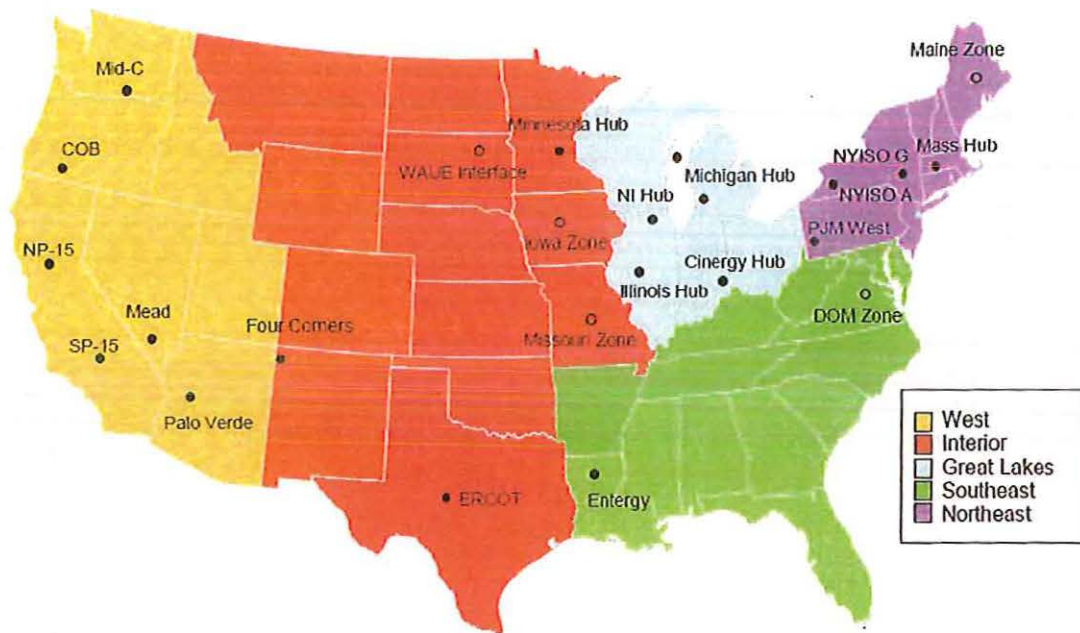 Maine Zone
Mid-C
Minnesota Hub
Mass Hub
COB
NYISO G
WAUE Interface
Michigan Hub
NYISO A
NI Hub
PJM West
Iowa Zone
NP-15
Cinergy Hub
Illinois Hub
Mead
Four Corners
DOM Zone
SP-15
Missouri Zone
Palo Verde
ERCOT
Entergy
West
Interior
Great Lakes
Southeast
Northeast